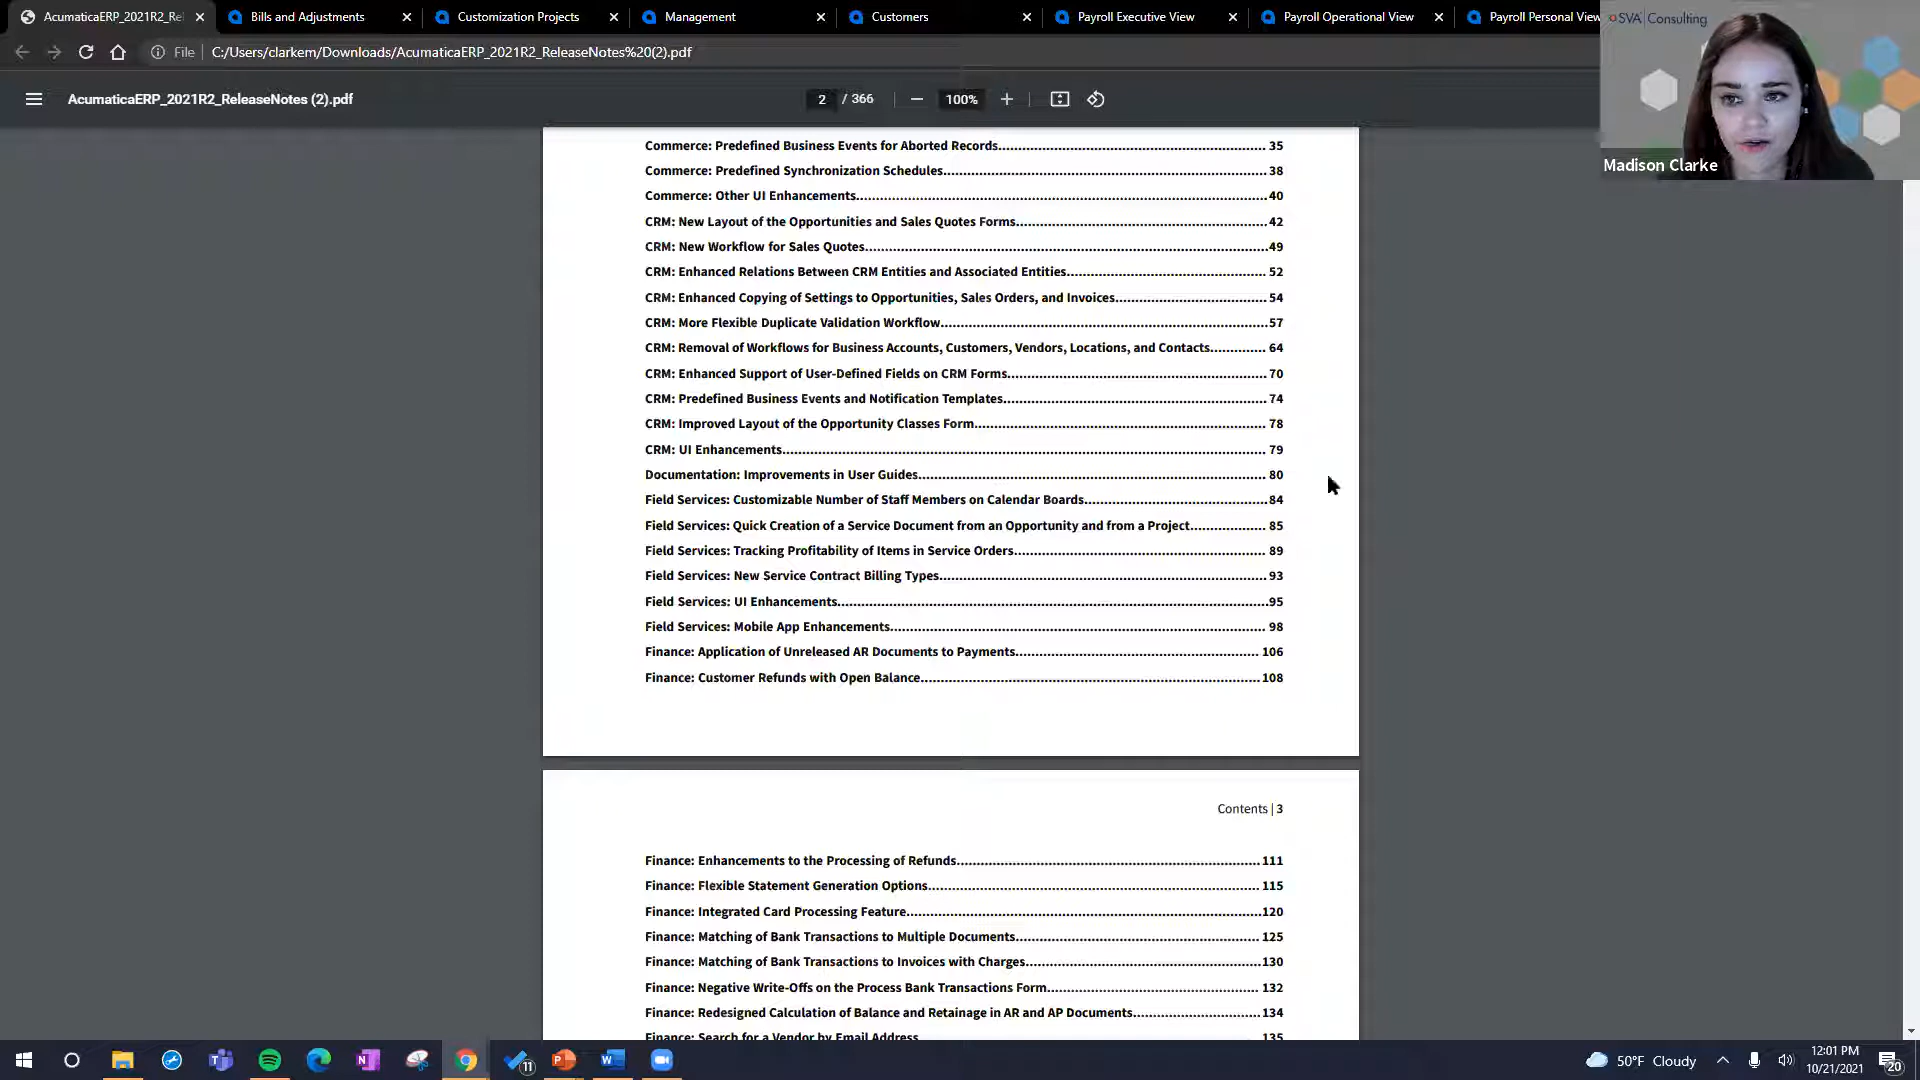 AcumaticaERP_2021R2_Rel
Bills and Adjustments
Customization Projects
Management
Customers
Payroll Executive View
Payroll Operational View
Payroll Personal View
File C:/Users/clarkem/Downloads/AcumaticaERP_2021R2_ReleaseNotes%20(2).pdf
AcumaticaERP_2021R2_ReleaseNotes (2).pdf
2 / 366
100%
SVA Consulting
Madison Clarke
Commerce: Predefined Business Events for Aborted Records 35
Commerce: Predefined Synchronization Schedules 38
Commerce: Other UI Enhancements 40
CRM: New Layout of the Opportunities and Sales Quotes Forms 42
CRM: New Workflow for Sales Quotes 49
CRM: Enhanced Relations Between CRM Entities and Associated Entities 52
CRM: Enhanced Copying of Settings to Opportunities, Sales Orders, and Invoices 54
CRM: More Flexible Duplicate Validation Workflow 57
CRM: Removal of Workflows for Business Accounts, Customers, Vendors, Locations, and Contacts 64
CRM: Enhanced Support of User-Defined Fields on CRM Forms 70
CRM: Predefined Business Events and Notification Templates 74
CRM: Improved Layout of the Opportunity Classes Form 78
CRM: UI Enhancements 79
Documentation: Improvements in User Guides 80
Field Services: Customizable Number of Staff Members on Calendar Boards 84
Field Services: Quick Creation of a Service Document from an Opportunity and from a Project 85
Field Services: Tracking Profitability of Items in Service Orders 89
Field Services: New Service Contract Billing Types 93
Field Services: UI Enhancements 95
Field Services: Mobile App Enhancements 98
Finance: Application of Unreleased AR Documents to Payments 106
Finance: Customer Refunds with Open Balance 108
Contents | 3
Finance: Enhancements to the Processing of Refunds 111
Finance: Flexible Statement Generation Options 115
Finance: Integrated Card Processing Feature 120
Finance: Matching of Bank Transactions to Multiple Documents 125
Finance: Matching of Bank Transactions to Invoices with Charges 130
Finance: Negative Write-Offs on the Process Bank Transactions Form 132
Finance: Redesigned Calculation of Balance and Retainage in AR and AP Documents 134
Finance: Search for a Vendor by Email Address 135
11
50°F Cloudy
12:01 PM
10/21/2021
20